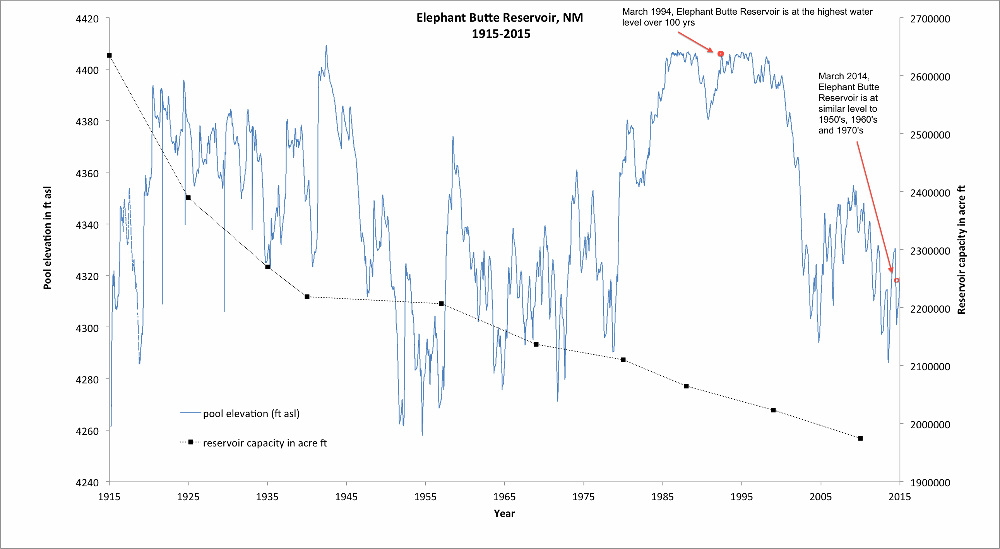 Elephant Butte Reservoir, NM
1915-2015
March 1994, Elephant Butte Reservoir is at the highest water
level over 100 yrs
March 2014,
Elephant Butte
Reservoir is at
similar level to
1950's, 1960's
and 1970's
Pool elevation in ft asl
4420
4400
4380
4360
4340
4320
4300
4280
4260
4240
2700000
2600000
2500000
2400000
2300000
2200000
2100000
2000000
1900000
Reservoir capacity in acre ft
pool elevation (ft asl)
reservoir capacity in acre ft
1915 1925 1935 1945 1955 1965 1975 1985 1995 2005 2015
Year